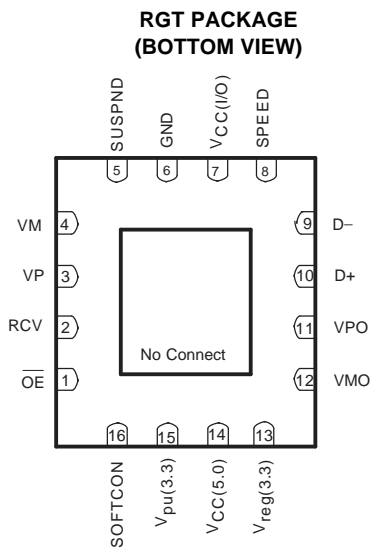 RGT PACKAGE
(BOTTOM VIEW)
SUSPND
GND
VCC(I/O)
SPEED
5
6
7
8
VM 4
9 D−
VP 3
10 D+
RCV 2
11 VPO
OE 1
12 VMO
No Connect
16
15
14
13
SOFTCON
Vpu(3.3)
VCC(5.0)
Vreg(3.3)